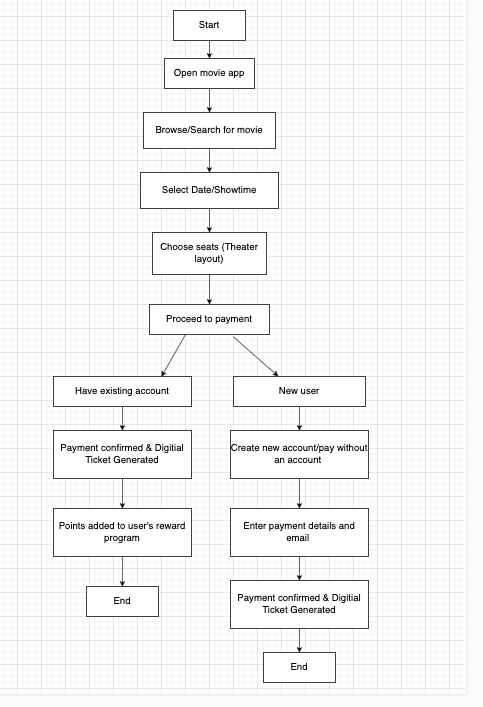 Start
Open movie app
Browse/Search for movie
Select Date/Showtime
Choose seats (Theater
layout)
Proceed to payment
Have existing account
New user
Payment confirmed & Digitial
Ticket Generated
Create new account/pay without
an account
Points added to user's reward
program
Enter payment details and
email
End
Payment confirmed & Digitial
Ticket Generated
End